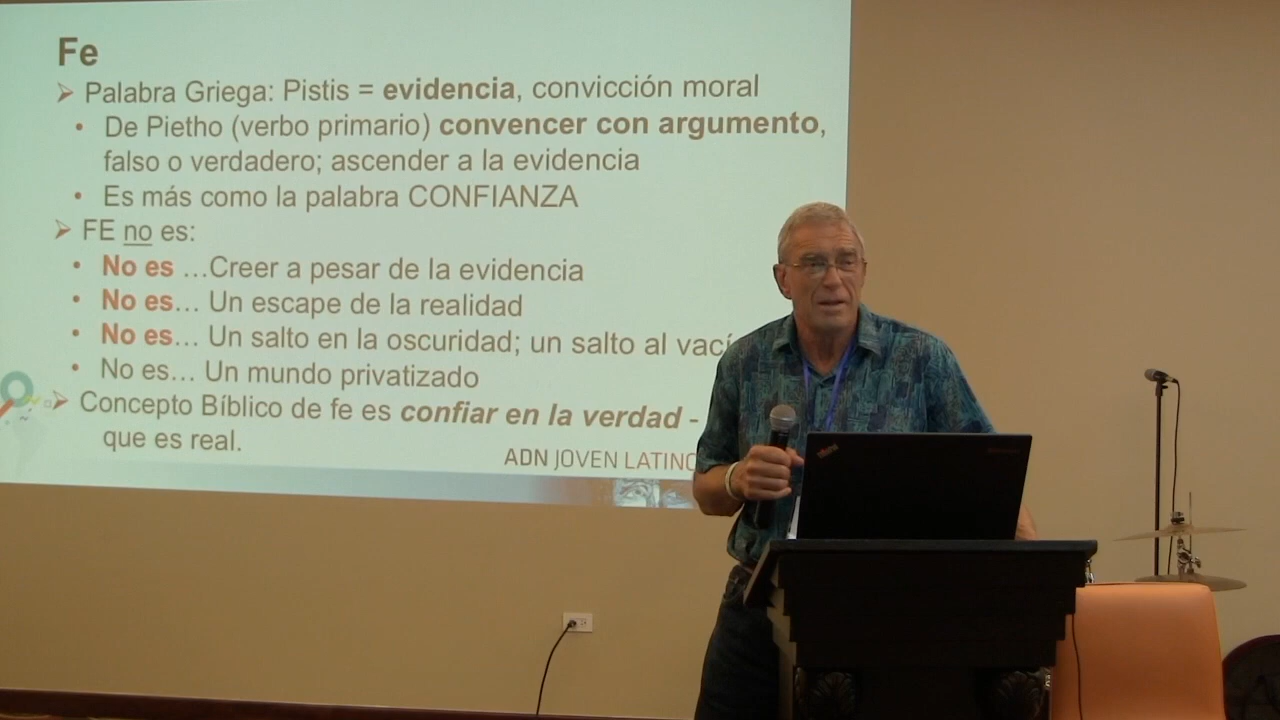 Fe
➢ Palabra Griega: Pistis = evidencia, convicción moral
• De Pietho (verbo primario) convencer con argumento,
falso o verdadero; ascender a la evidencia
• Es más como la palabra CONFIANZA
➢ FE no es:
• No es …Creer a pesar de la evidencia
• No es… Un escape de la realidad
• No es… Un salto en la oscuridad; un salto al vací
• No es… Un mundo privatizado
➢ Concepto Bíblico de fe es confiar en la verdad -
que es real.
ADN JOVEN LATINO